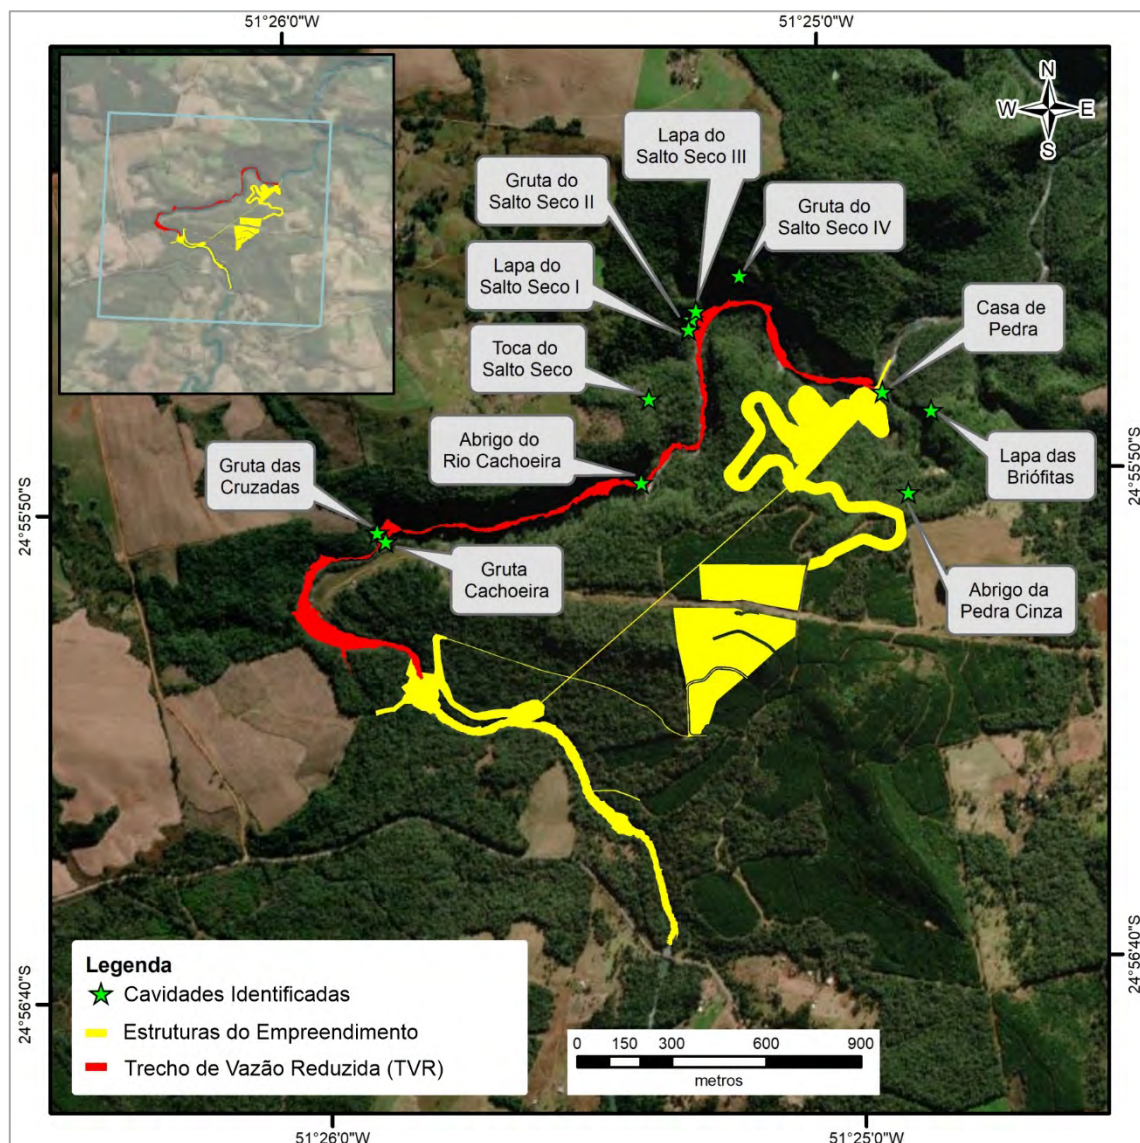 51°26'0"W
51°25'0"W
N
W
E
S
Lapa do
Salto Seco III
Gruta do
Salto Seco II
Gruta do
Salto Seco IV
Lapa do
Salto Seco I
Casa de
Pedra
Toca do
Salto Seco
Abrigo do
Rio Cachoeira
Gruta das
Cruzadas
Lapa das
Briófitas
24°55'50"S
24°55'50"S
Gruta
Cachoeira
Abrigo da
Pedra Cinza
Legenda
Cavidades Identificadas
Estruturas do Empreendimento
Trecho de Vazão Reduzida (TVR)
0 150 300 600 900
metros
24°56'40"S
24°56'40"S
51°26'0"W
51°25'0"W